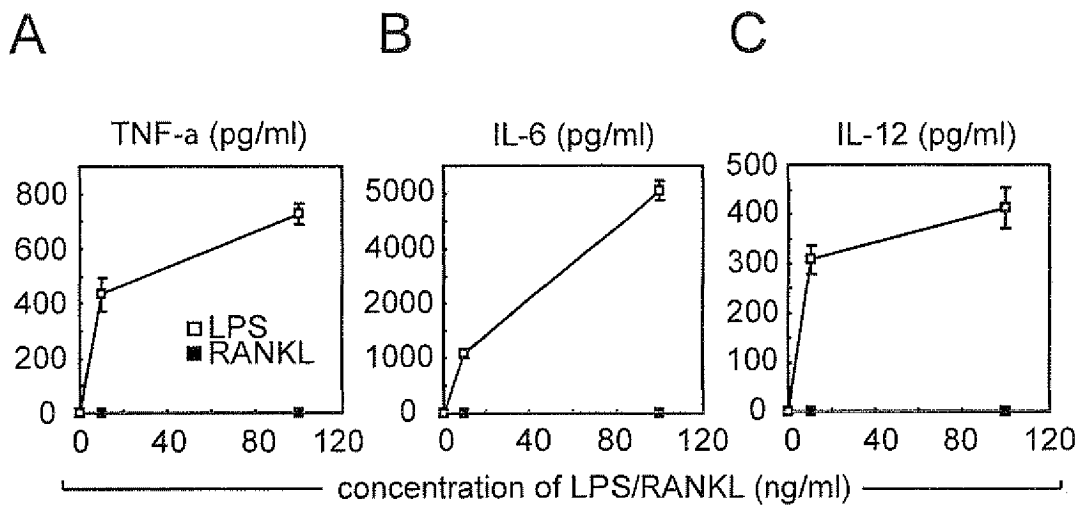 A
B
C
TNF-a (pg/ml)
IL-6 (pg/ml)
IL-12 (pg/ml)
800
600
400
200
0
LPS
RANKL
0 40 80 120
5000
4000
2000
1000
0
0 40 80 120
500
400
300
200
100
0
0 40 80 120
concentration of LPS/RANKL (ng/ml)